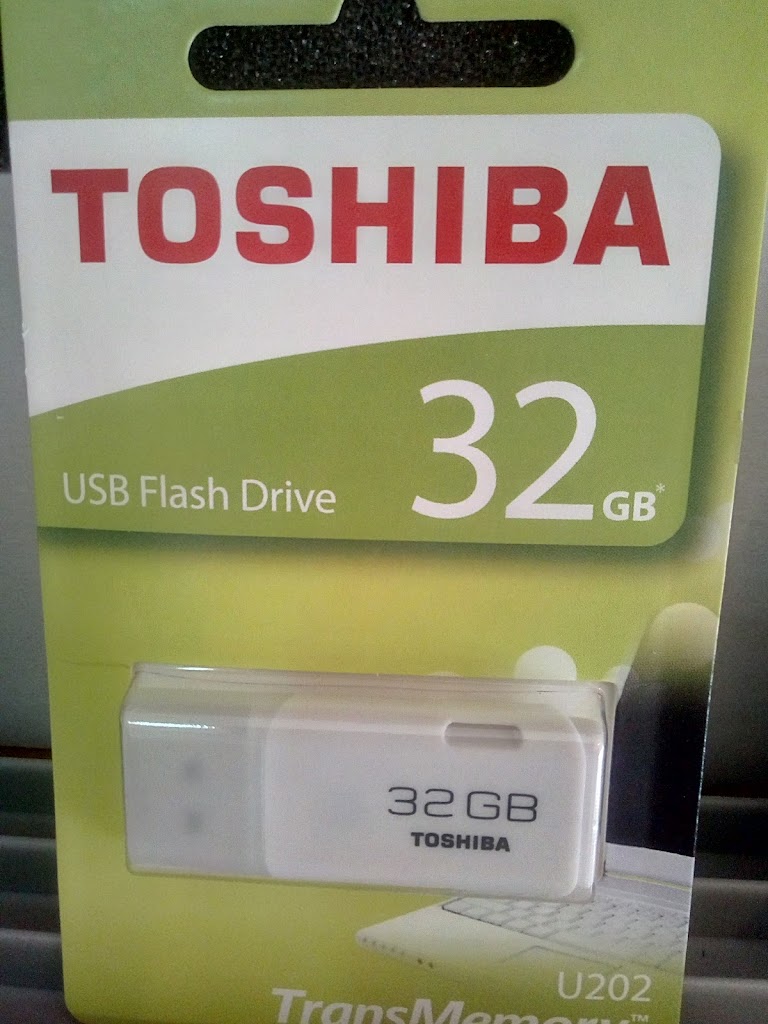 TOSHIBA
USB Flash Drive 32GB*
32GB
TOSHIBA
U202
TransMemory™